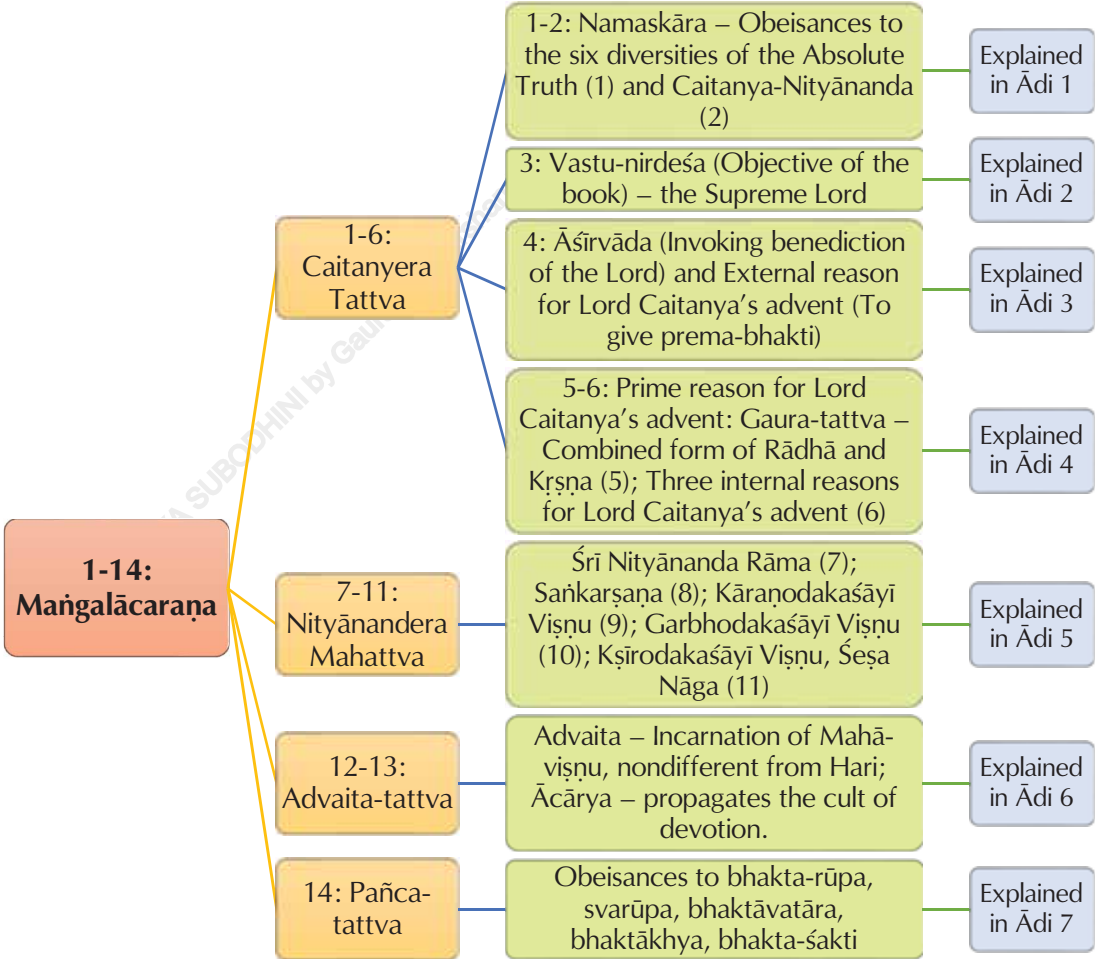 1-14:
Maṅgalācaraṇa
1-6:
Caitanyera
Tattva
1-2: Namaskāra – Obeisances to
the six diversities of the Absolute
Truth (1) and Caitanya-Nityānanda
(2)
Explained
in Ādi 1
3: Vastu-nirdeśa (Objective of the
book) – the Supreme Lord
Explained
in Ādi 2
4: Āśīrvāda (Invoking benediction
of the Lord) and External reason
for Lord Caitanya’s advent (To
give prema-bhakti)
Explained
in Ādi 3
5-6: Prime reason for Lord
Caitanya’s advent: Gaura-tattva –
Combined form of Rādhā and
Kṛṣṇa (5); Three internal reasons
for Lord Caitanya’s advent (6)
Explained
in Ādi 4
7-11:
Nityānandera
Mahattva
Śrī Nityānanda Rāma (7);
Saṅkarṣaṇa (8); Kāraṇodakaśāyī
Viṣṇu (9); Garbhodakaśāyī Viṣṇu
(10); Kṣīrodakaśāyī Viṣṇu, Śeṣa
Nāga (11)
Explained
in Ādi 5
12-13:
Advaita-tattva
Advaita – Incarnation of Mahā-
viṣṇu, nondifferent from Hari;
Ācārya – propagates the cult of
devotion.
Explained
in Ādi 6
14: Pañca-
tattva
Obeisances to bhakta-rūpa,
svarūpa, bhaktāvatāra,
bhaktākhya, bhakta-śakti
Explained
in Ādi 7
SUBODHINI by